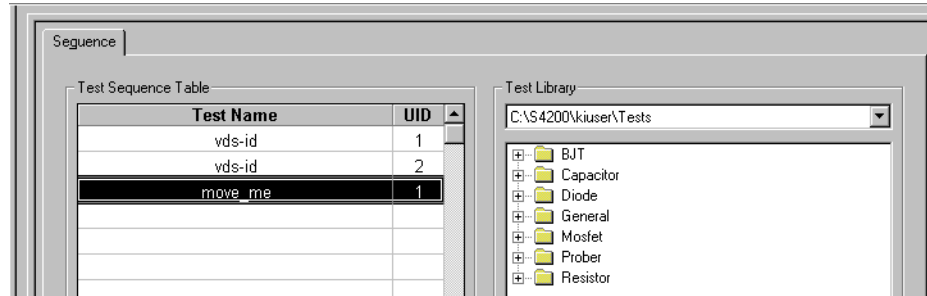 Sequence
Test Sequence Table
Test Name UID
vds-id 1
vds-id 2
move_me 1
Test Library
C:\S4200\kiuser\Tests
BJT
Capacitor
Diode
General
Mosfet
Prober
Resistor